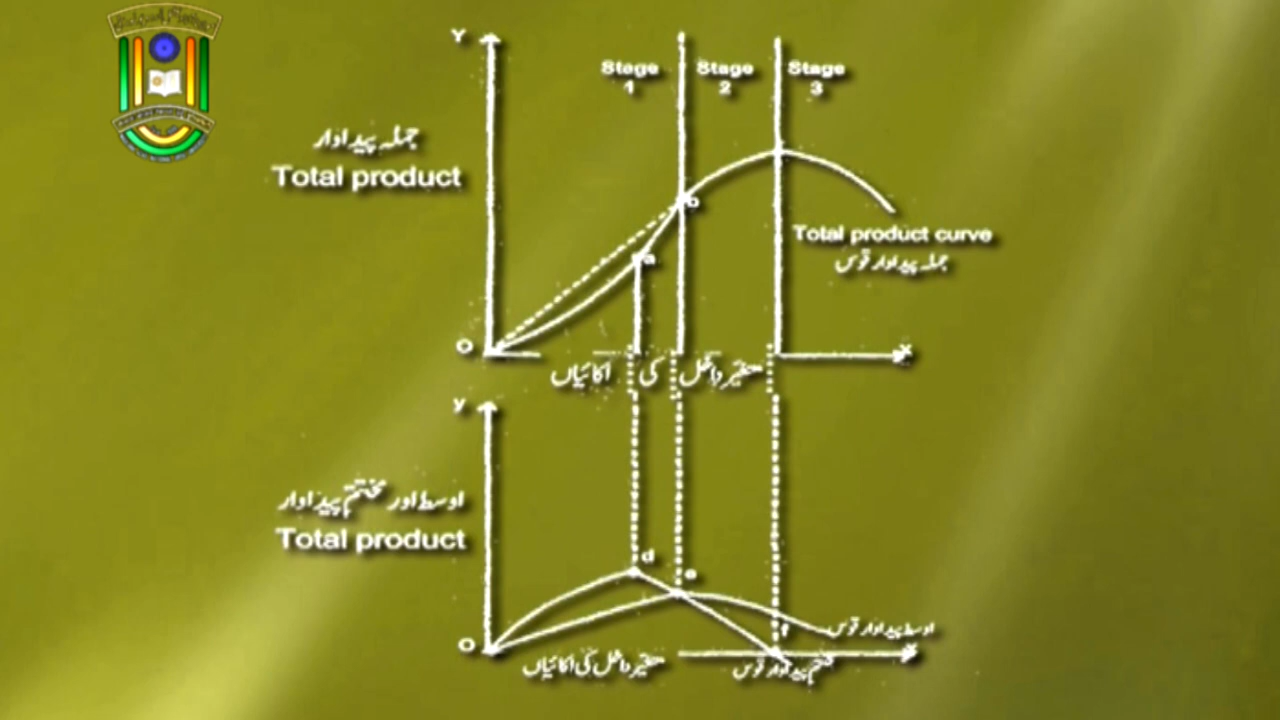 Y
Stage
1
Stage
2
Stage
3
جملہ پیداوار
Total product
b
a
Total product curve
جملہ پیداوار قوس
O
X
متغیر داخل کی اکائیاں
Y
اوسط اور مختتم پیداوار
Total product
d
e
f
اوسط پیداوار قوس
O
X
متغیر داخل کی اکائیاں
مختتم پیداوار قوس